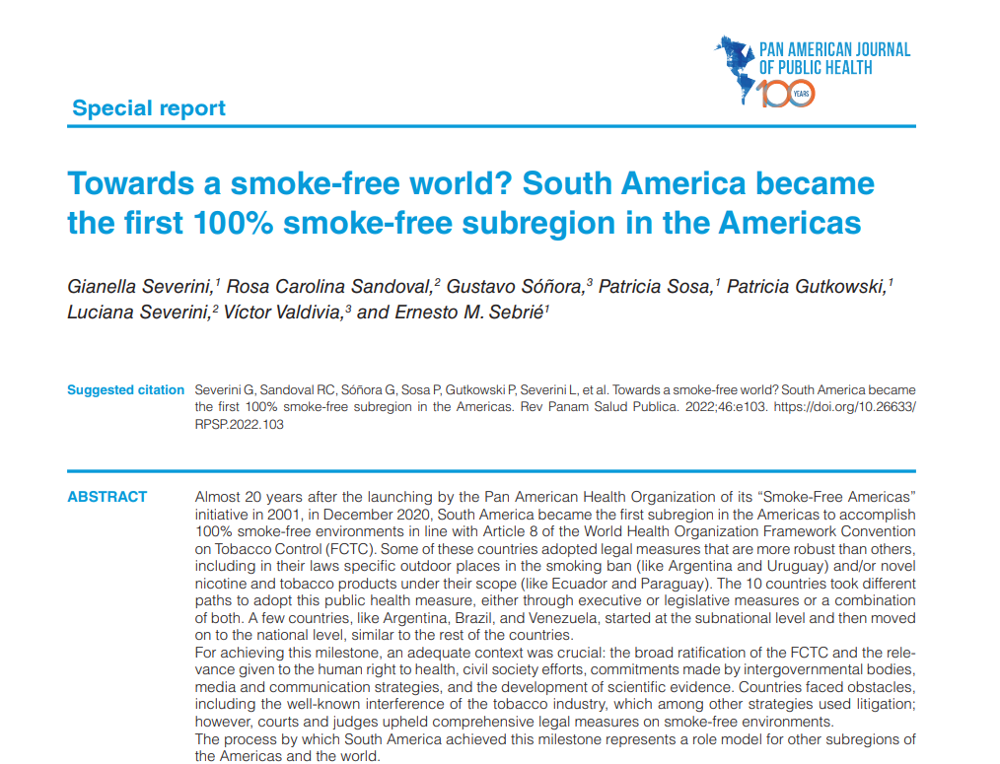 PAN AMERICAN JOURNAL
OF PUBLIC HEALTH
100 YEARS
Special report
Towards a smoke-free world? South America became
the first 100% smoke-free subregion in the Americas
Gianella Severini,¹ Rosa Carolina Sandoval,² Gustavo Sóñora,³ Patricia Sosa,¹ Patricia Gutkowski,¹
Luciana Severini,² Víctor Valdivia,³ and Ernesto M. Sebrié¹
Suggested citation Severini G, Sandoval RC, Sóñora G, Sosa P, Gutkowski P, Severini L, et al. Towards a smoke-free world? South America became
the first 100% smoke-free subregion in the Americas. Rev Panam Salud Publica. 2022;46:e103. https://doi.org/10.26633/
RPSP.2022.103
ABSTRACT Almost 20 years after the launching by the Pan American Health Organization of its “Smoke-Free Americas”
initiative in 2001, in December 2020, South America became the first subregion in the Americas to accomplish
100% smoke-free environments in line with Article 8 of the World Health Organization Framework Convention
on Tobacco Control (FCTC). Some of these countries adopted legal measures that are more robust than others,
including in their laws specific outdoor places in the smoking ban (like Argentina and Uruguay) and/or novel
nicotine and tobacco products under their scope (like Ecuador and Paraguay). The 10 countries took different
paths to adopt this public health measure, either through executive or legislative measures or a combination
of both. A few countries, like Argentina, Brazil, and Venezuela, started at the subnational level and then moved
on to the national level, similar to the rest of the countries.
For achieving this milestone, an adequate context was crucial: the broad ratification of the FCTC and the rele-
vance given to the human right to health, civil society efforts, commitments made by intergovernmental bodies,
media and communication strategies, and the development of scientific evidence. Countries faced obstacles,
including the well-known interference of the tobacco industry, which among other strategies used litigation;
however, courts and judges upheld comprehensive legal measures on smoke-free environments.
The process by which South America achieved this milestone represents a role model for other subregions of
the Americas and the world.